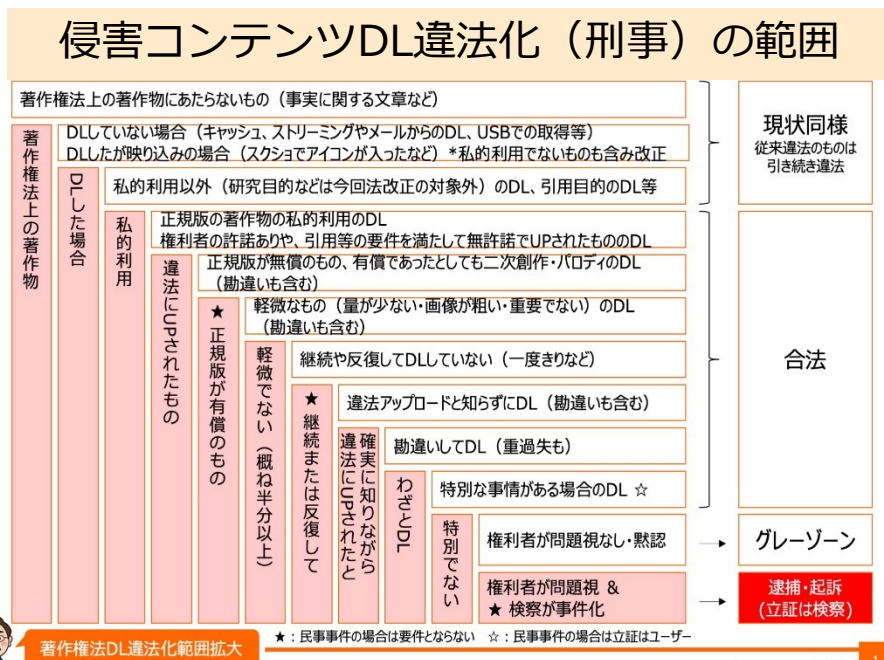 侵害コンテンツDL違法化（刑事）の範囲
著作権法上の著作物にあたらないもの（事実に関する文章など）
現状同様
従来違法のものは
引き続き違法
著作権法上の著作物
DLしていない場合（キャッシュ、ストリーミングやメールからのDL、USBでの取得等）
DLしたが映り込みの場合（スクショでアイコンが入ったなど）*私的利用でないものも含み改正
DLした場合
私的利用以外（研究目的などは今回法改正の対象外）のDL、引用目的のDL等
私的利用
正規版の著作物の私的利用のDL
権利者の許諾ありや、引用等の要件を満たして無許諾でUPされたもののDL
違法にUPされたもの
正規版が無償のもの、有償であったとしても二次創作・パロディのDL
（勘違いも含む）
★正規版が有償のもの
軽微なもの（量が少ない・画像が粗い・重要でない）のDL
（勘違いも含む）
軽微でない（概ね半分以上）
継続や反復してDLしていない（一度きりなど）
合法
★継続または反復して
違法アップロードと知らずにDL（勘違いも含む）
確実に知りながら
違法にUPされたと
勘違いしてDL（重過失も）
わざとDL
特別な事情がある場合のDL ☆
特別でない
権利者が問題視なし・黙認
グレーゾーン
権利者が問題視 &
★ 検察が事件化
逮捕・起訴
(立証は検察)
★：民事事件の場合は要件とならない　☆：民事事件の場合は立証はユーザー
著作権法DL違法化範囲拡大
1